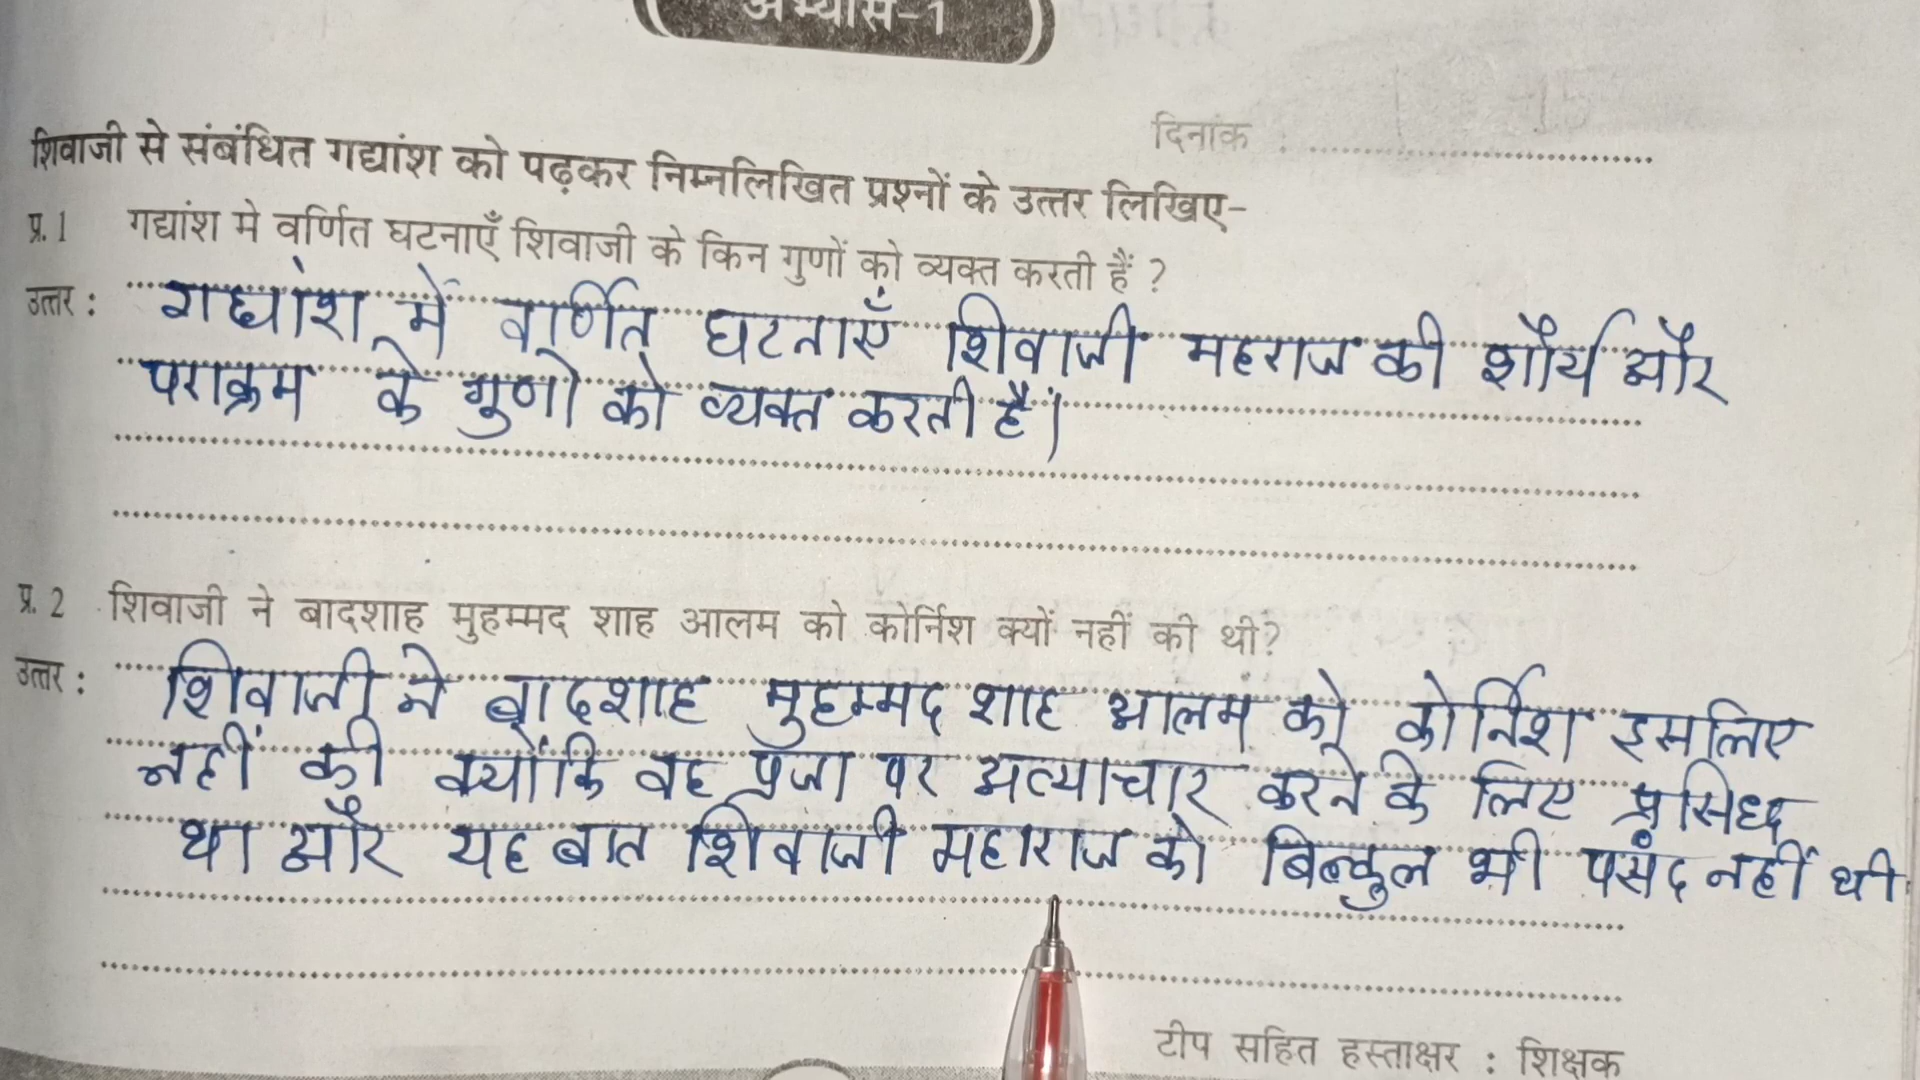 अभ्यास-1
दिनांक : ....................
शिवाजी से संबंधित गद्यांश को पढ़कर निम्नलिखित प्रश्नों के उत्तर लिखिए-
प्र. 1 गद्यांश मे वर्णित घटनाएँ शिवाजी के किन गुणों को व्यक्त करती हैं ?
उत्तर : गद्यांश में वर्णित घटनाएँ शिवाजी महराज की शौर्य और
पराक्रम के गुणो को व्यक्त करती है।
प्र. 2 शिवाजी ने बादशाह मुहम्मद शाह आलम को कोर्निश क्यों नहीं की थी?
उत्तर : शिवाजी ने बादशाह मुहम्मद शाह आलम को कोर्निश इसलिए
नहीं की क्योंकि वह प्रजा पर अत्याचार करने के लिए प्रसिध्द
था और यह बात शिवाजी महाराज को बिल्कुल भी पसंद नहीं थी
टीप सहित हस्ताक्षर : शिक्षक